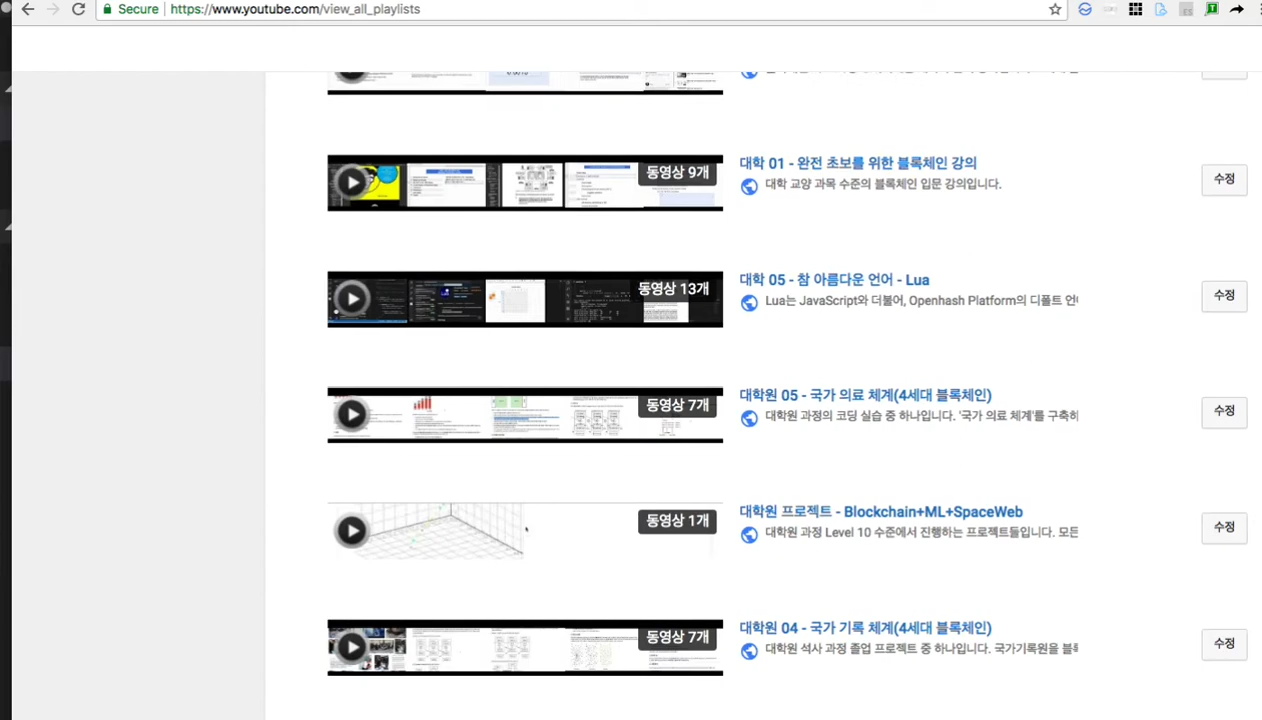 Secure https://www.youtube.com/view_all_playlists
동영상 9개
대학 01 - 완전 초보를 위한 블록체인 강의
대학 교양 과목 수준의 블록체인 입문 강의입니다.
수정
동영상 13개
대학 05 - 참 아름다운 언어 - Lua
Lua는 JavaScript와 더불어, Openhash Platform의 디폴트
수정
동영상 7개
대학원 05 - 국가 의료 체계(4세대 블록체인)
대학원 과정의 코딩 실습 중 하나입니다. '국가 의료 체계'를
수정
동영상 1개
대학원 프로젝트 - Blockchain+ML+SpaceWeb
대학원 과정 Level 10 수준에서 진행하는 프로젝트들입니다. 모든
수정
동영상 7개
대학원 04 - 국가 기록 체계(4세대 블록체인)
대학원 석사 과정 졸업 프로젝트 중 하나입니다. 국가기록원을
수정